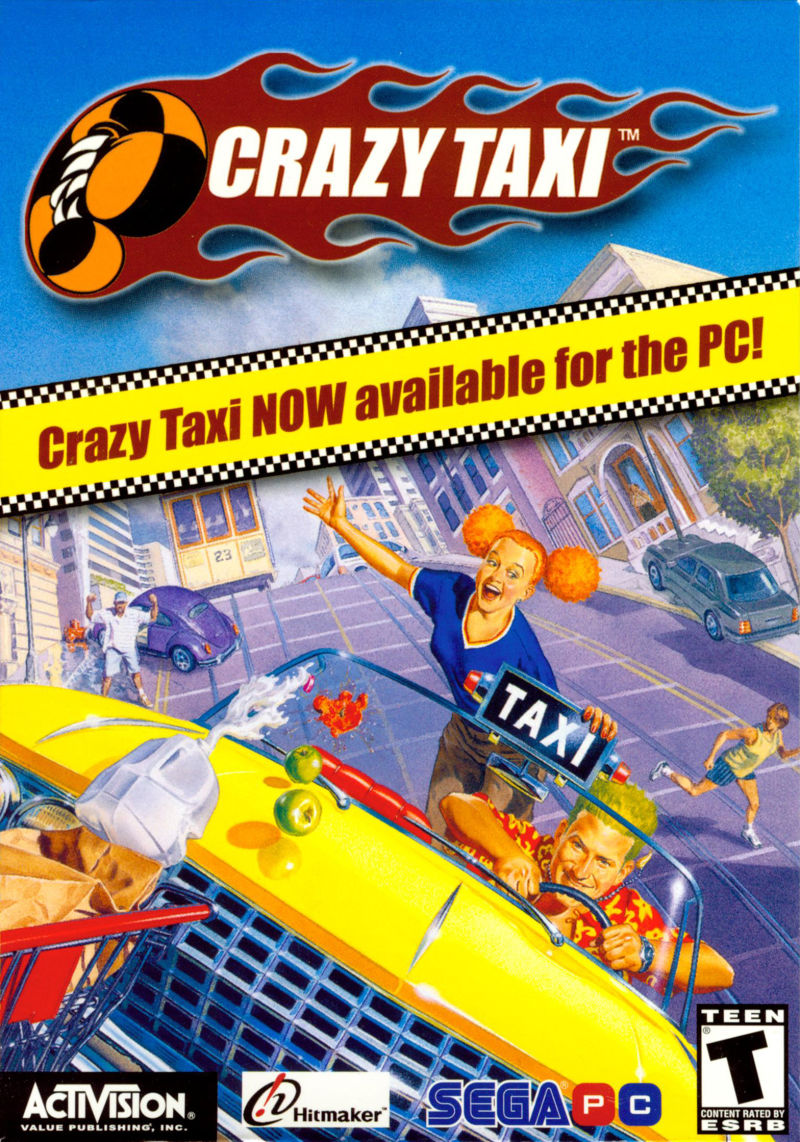 CRAZY TAXI™
Crazy Taxi NOW available for the PC!
23
TAXI
TEEN
®
T
CONTENT RATED BY
ESRB
ACTIVISION®
VALUE PUBLISHING, INC.
Hitmaker™
SEGA® PC